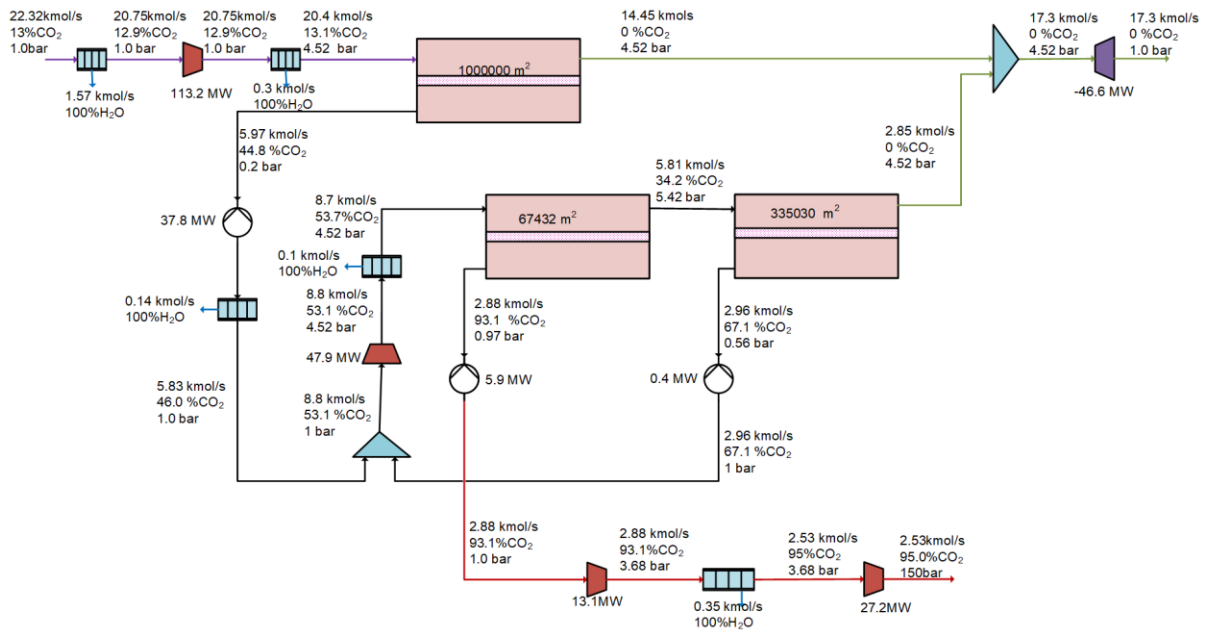 22.32kmol/s
13%CO₂
1.0bar
20.75kmol/s
12.9%CO₂
1.0 bar
20.75kmol/s
12.9%CO₂
1.0 bar
20.4 kmol/s
13.1%CO₂
4.52 bar
14.45 kmols
0 %CO₂
4.52 bar
17.3 kmol/s
0 %CO₂
4.52 bar
17.3 kmol/s
0 %CO₂
1.0 bar
1.57 kmol/s
100%H₂O
113.2 MW
0.3 kmol/s
100%H₂O
1000000 m²
-46.6 MW
5.97 kmol/s
44.8 %CO₂
0.2 bar
2.85 kmol/s
0 %CO₂
4.52 bar
5.81 kmol/s
34.2 %CO₂
5.42 bar
8.7 kmol/s
53.7%CO₂
4.52 bar
67432 m²
335030 m²
37.8 MW
0.1 kmol/s
100%H₂O
0.14 kmol/s
100%H₂O
8.8 kmol/s
53.1 %CO₂
4.52 bar
2.88 kmol/s
93.1 %CO₂
0.97 bar
2.96 kmol/s
67.1 %CO₂
0.56 bar
47.9 MW
5.9 MW
0.4 MW
5.83 kmol/s
46.0 %CO₂
1.0 bar
8.8 kmol/s
53.1 %CO₂
1 bar
2.96 kmol/s
67.1 %CO₂
1 bar
2.88 kmol/s
93.1%CO₂
1.0 bar
2.88 kmol/s
93.1%CO₂
3.68 bar
2.53 kmol/s
95%CO₂
3.68 bar
2.53kmol/s
95.0%CO₂
150bar
13.1MW
0.35 kmol/s
100%H₂O
27.2MW